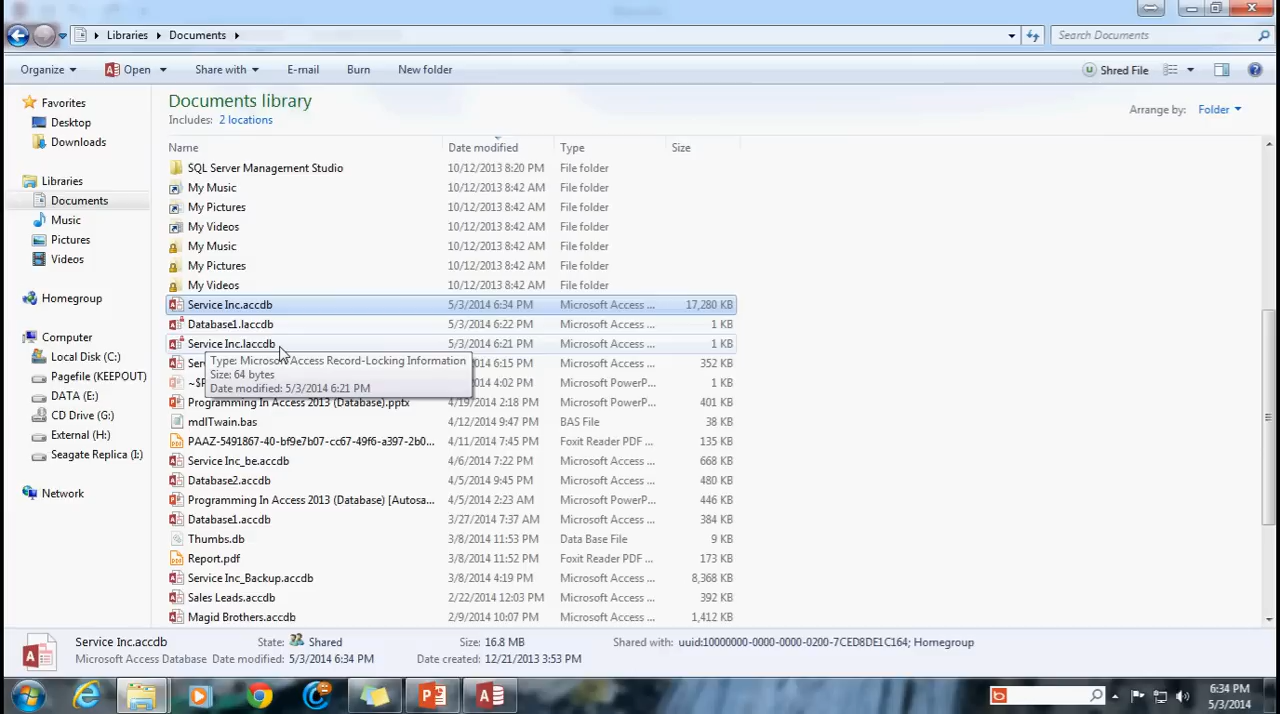 Libraries Documents
Search Documents
Organize Open Share with E-mail Burn New folder Shred File
Documents library
Includes: 2 locations
Arrange by: Folder
Name Date modified Type Size
Favorites
Desktop
Downloads
Libraries
Documents
Music
Pictures
Videos
Homegroup
Computer
Local Disk (C:)
Pagefile (KEEPOUT)
DATA (E:)
CD Drive (G:)
External (H:)
Seagate Replica (I:)
Network
SQL Server Management Studio 10/12/2013 8:20 PM File folder
My Music 10/12/2013 8:42 AM File folder
My Pictures 10/12/2013 8:42 AM File folder
My Videos 10/12/2013 8:42 AM File folder
My Music 10/12/2013 8:42 AM File folder
My Pictures 10/12/2013 8:42 AM File folder
My Videos 10/12/2013 8:42 AM File folder
Service Inc.accdb 5/3/2014 6:34 PM Microsoft Access ... 17,280 KB
Database1.laccdb 5/3/2014 6:22 PM Microsoft Access ... 1 KB
Service Inc.laccdb 5/3/2014 6:21 PM Microsoft Access ... 1 KB
Type: Microsoft Access Record-Locking Information
Size: 64 bytes
Date modified: 5/3/2014 6:21 PM
Ser 6:15 PM Microsoft Access ... 352 KB
~$P 4:02 PM Microsoft PowerP... 1 KB
Programming In Access 2013 (Database).pptx 4/19/2014 2:18 PM Microsoft PowerP... 401 KB
mdlTwain.bas 4/12/2014 9:47 PM BAS File 38 KB
PAAZ-5491867-40-bf9e7b07-cc67-49f6-a397-2b0... 4/11/2014 7:45 PM Foxit Reader PDF ... 135 KB
Service Inc_be.accdb 4/6/2014 7:22 PM Microsoft Access ... 668 KB
Database2.accdb 4/5/2014 9:45 PM Microsoft Access ... 480 KB
Programming In Access 2013 (Database) [Autosa... 4/5/2014 2:23 AM Microsoft PowerP... 446 KB
Database1.accdb 3/27/2014 7:37 AM Microsoft Access ... 384 KB
Thumbs.db 3/8/2014 11:53 PM Data Base File 9 KB
Report.pdf 3/8/2014 11:52 PM Foxit Reader PDF ... 173 KB
Service Inc_Backup.accdb 3/8/2014 4:19 PM Microsoft Access ... 8,368 KB
Sales Leads.accdb 2/22/2014 12:03 PM Microsoft Access ... 392 KB
Magid Brothers.accdb 2/9/2014 10:07 PM Microsoft Access ... 1,412 KB
Service Inc.accdb State: Shared Size: 16.8 MB Shared with: uuid:10000000-0000-0000-0200-7CED8DE1C164; Homegroup
Microsoft Access Database Date modified: 5/3/2014 6:34 PM Date created: 12/21/2013 3:53 PM
6:34 PM
5/3/2014